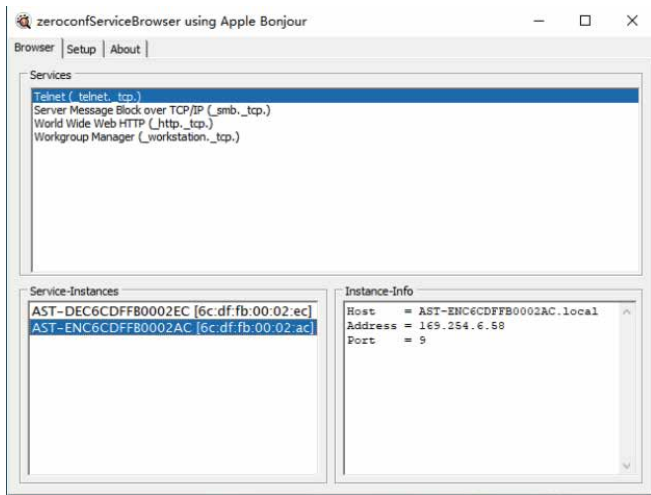 zeroconfServiceBrowser using Apple Bonjour
Browser Setup About
Services
Telnet (_telnet._tcp.)
Server Message Block over TCP/IP (_smb._tcp.)
World Wide Web HTTP (_http._tcp.)
Workgroup Manager (_workstation._tcp.)
Service-Instances
AST-DEC6CDFFB0002EC [6c:df:fb:00:02:ec]
AST-ENC6CDFFB0002AC [6c:df:fb:00:02:ac]
Instance-Info
Host = AST-ENC6CDFFB0002AC.local
Address = 169.254.6.58
Port = 9